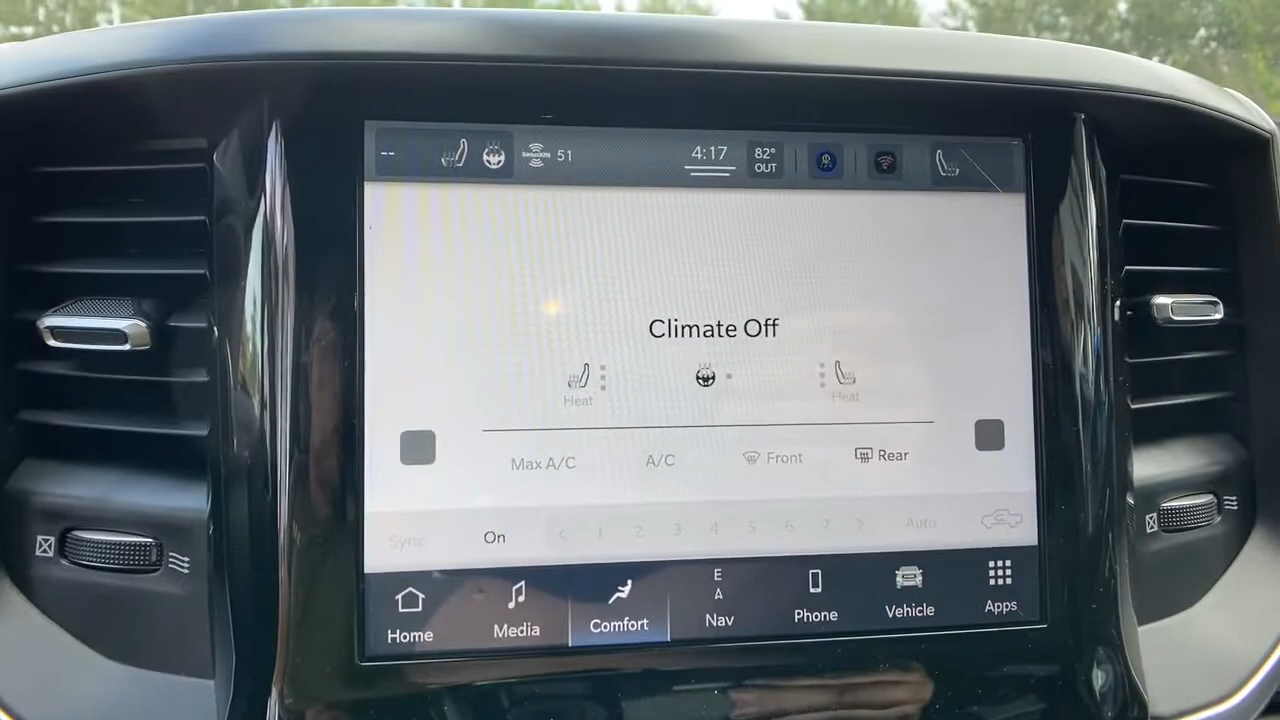 --
SiriusXM 51
4:17
82°
OUT
Climate Off
Heat
Heat
Max A/C A/C Front Rear
Sync On < 1 2 3 4 5 6 7 > Auto
E
A
Home Media Comfort Nav Phone Vehicle Apps